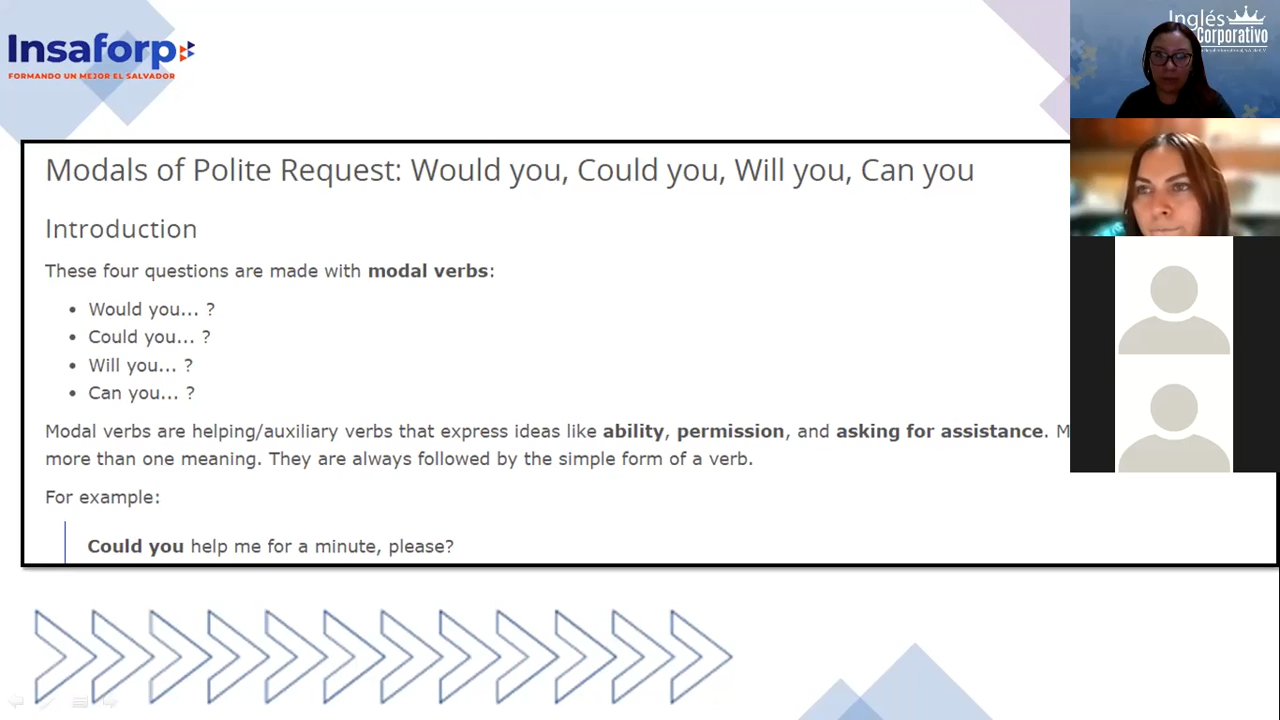 Insaforp
FORMANDO UN MEJOR EL SALVADOR
Inglés
Corporativo
Modals of Polite Request: Would you, Could you, Will you, Can you
Introduction
These four questions are made with modal verbs:
• Would you... ?
• Could you... ?
• Will you... ?
• Can you... ?
Modal verbs are helping/auxiliary verbs that express ideas like ability, permission, and asking for assistance. M
more than one meaning. They are always followed by the simple form of a verb.
For example:
Could you help me for a minute, please?